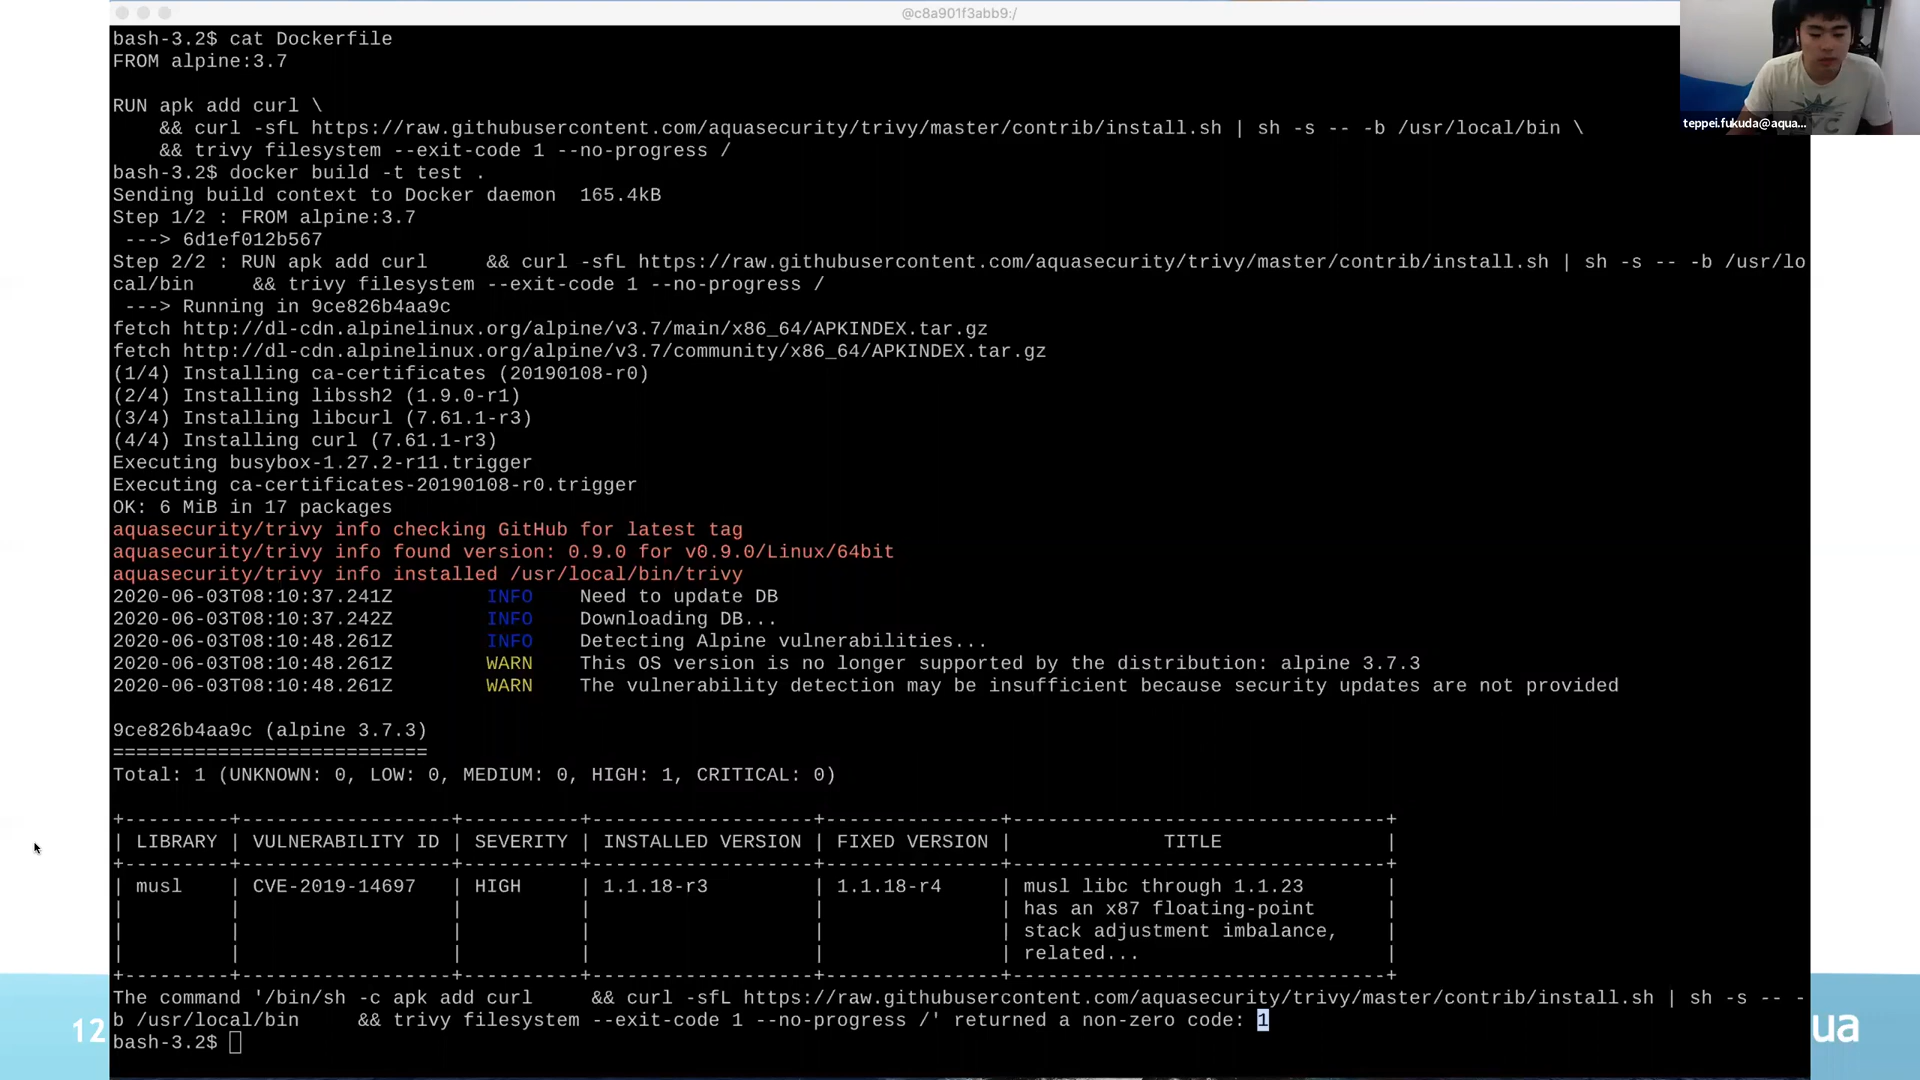 @c8a901f3abb9:/
bash-3.2$ cat Dockerfile
FROM alpine:3.7
RUN apk add curl \
&& curl -sfL https://raw.githubusercontent.com/aquasecurity/trivy/master/contrib/install.sh | sh -s -- -b /usr/local/bin \
&& trivy filesystem --exit-code 1 --no-progress /
bash-3.2$ docker build -t test .
Sending build context to Docker daemon  165.4kB
Step 1/2 : FROM alpine:3.7
---> 6d1ef012b567
Step 2/2 : RUN apk add curl     && curl -sfL https://raw.githubusercontent.com/aquasecurity/trivy/master/contrib/install.sh | sh -s -- -b /usr/lo
cal/bin     && trivy filesystem --exit-code 1 --no-progress /
---> Running in 9ce826b4aa9c
fetch http://dl-cdn.alpinelinux.org/alpine/v3.7/main/x86_64/APKINDEX.tar.gz
fetch http://dl-cdn.alpinelinux.org/alpine/v3.7/community/x86_64/APKINDEX.tar.gz
(1/4) Installing ca-certificates (20190108-r0)
(2/4) Installing libssh2 (1.9.0-r1)
(3/4) Installing libcurl (7.61.1-r3)
(4/4) Installing curl (7.61.1-r3)
Executing busybox-1.27.2-r11.trigger
Executing ca-certificates-20190108-r0.trigger
OK: 6 MiB in 17 packages
aquasecurity/trivy info checking GitHub for latest tag
aquasecurity/trivy info found version: 0.9.0 for v0.9.0/Linux/64bit
aquasecurity/trivy info installed /usr/local/bin/trivy
2020-06-03T08:10:37.241Z        INFO    Need to update DB
2020-06-03T08:10:37.242Z        INFO    Downloading DB...
2020-06-03T08:10:48.261Z        INFO    Detecting Alpine vulnerabilities...
2020-06-03T08:10:48.261Z        WARN    This OS version is no longer supported by the distribution: alpine 3.7.3
2020-06-03T08:10:48.261Z        WARN    The vulnerability detection may be insufficient because security updates are not provided
9ce826b4aa9c (alpine 3.7.3)
===========================
Total: 1 (UNKNOWN: 0, LOW: 0, MEDIUM: 0, HIGH: 1, CRITICAL: 0)
+---------+------------------+----------+-------------------+---------------+--------------------------------+
| LIBRARY | VULNERABILITY ID | SEVERITY | INSTALLED VERSION | FIXED VERSION |             TITLE              |
+---------+------------------+----------+-------------------+---------------+--------------------------------+
| musl    | CVE-2019-14697   | HIGH     | 1.1.18-r3         | 1.1.18-r4     | musl libc through 1.1.23       |
|         |                  |          |                   |               | has an x87 floating-point      |
|         |                  |          |                   |               | stack adjustment imbalance,    |
|         |                  |          |                   |               | related...                     |
+---------+------------------+----------+-------------------+---------------+--------------------------------+
The command '/bin/sh -c apk add curl     && curl -sfL https://raw.githubusercontent.com/aquasecurity/trivy/master/contrib/install.sh | sh -s -- -
b /usr/local/bin     && trivy filesystem --exit-code 1 --no-progress /' returned a non-zero code: 1
bash-3.2$
teppei.fukuda@aqua...
12
ua